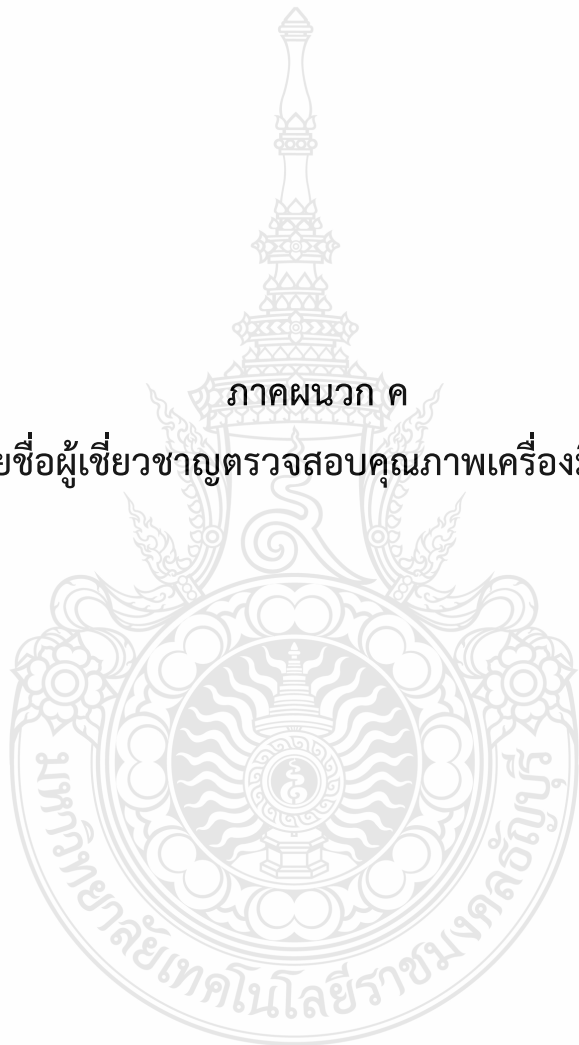 ภาคผนวก ค
ยชื่อผู้เชี่ยวชาญตรวจสอบคุณภาพเครื่องมื
มหาวิทยาลัยเทคโนโลยีราชมงคลธัญบุรี